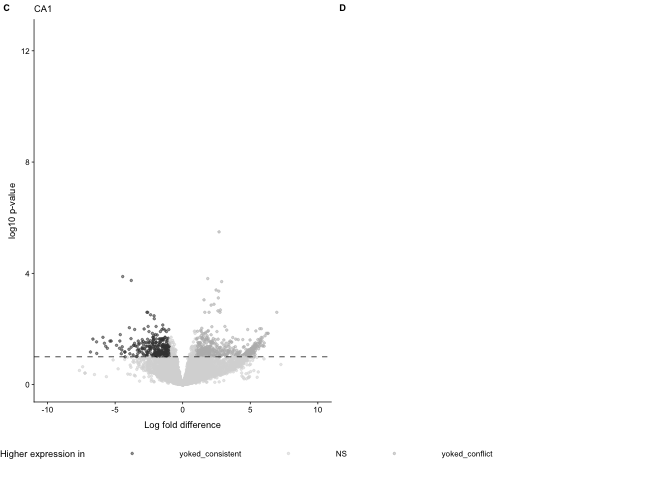 C CA1 D
12
8
4
0
log10 p-value
-10 -5 0 5 10
Log fold difference
Higher expression in yoked_consistent NS yoked_conflict